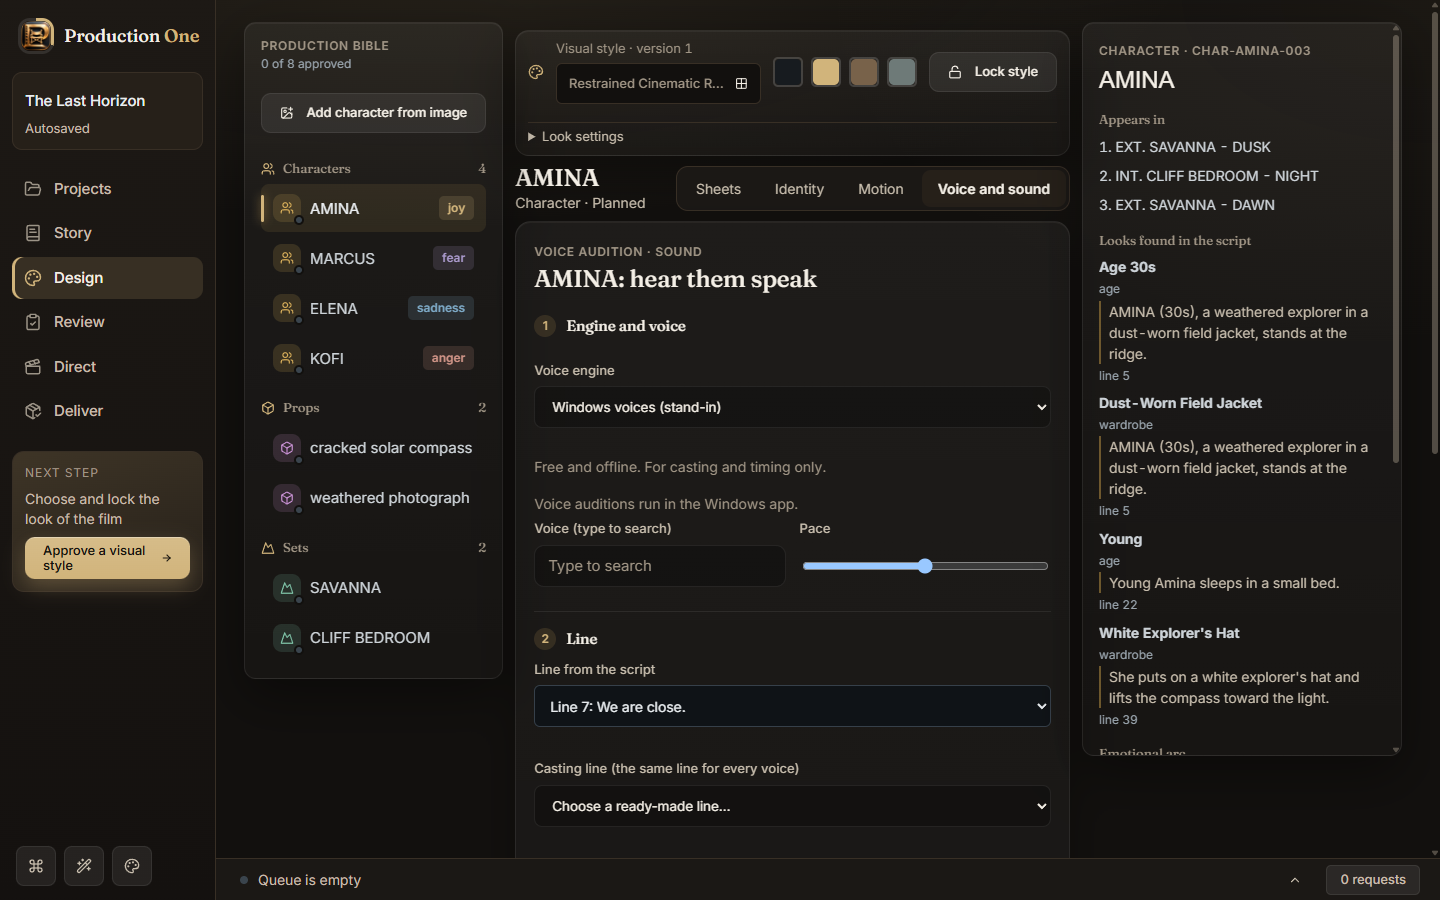 Production One
The Last Horizon
Autosaved
Projects
Story
Design
Review
Direct
Deliver
NEXT STEP
Choose and lock the
look of the film
Approve a visual
style
PRODUCTION BIBLE
0 of 8 approved
Add character from image
Characters 4
AMINA joy
MARCUS fear
ELENA sadness
KOFI anger
Props 2
cracked solar compass
weathered photograph
Sets 2
SAVANNA
CLIFF BEDROOM
Visual style · version 1
Restrained Cinematic R...
Lock style
Look settings
AMINA
Character · Planned
Sheets Identity Motion Voice and sound
VOICE AUDITION · SOUND
AMINA: hear them speak
1 Engine and voice
Voice engine
Windows voices (stand-in)
Free and offline. For casting and timing only.
Voice auditions run in the Windows app.
Voice (type to search) Pace
Type to search
2 Line
Line from the script
Line 7: We are close.
Casting line (the same line for every voice)
Choose a ready-made line...
CHARACTER · CHAR-AMINA-003
AMINA
Appears in
1. EXT. SAVANNA - DUSK
2. INT. CLIFF BEDROOM - NIGHT
3. EXT. SAVANNA - DAWN
Looks found in the script
Age 30s
age
AMINA (30s), a weathered explorer in a
dust-worn field jacket, stands at the
ridge.
line 5
Dust-Worn Field Jacket
wardrobe
AMINA (30s), a weathered explorer in a
dust-worn field jacket, stands at the
ridge.
line 5
Young
age
Young Amina sleeps in a small bed.
line 22
White Explorer's Hat
wardrobe
She puts on a white explorer's hat and
lifts the compass toward the light.
line 39
Emotional arc
Queue is empty
0 requests